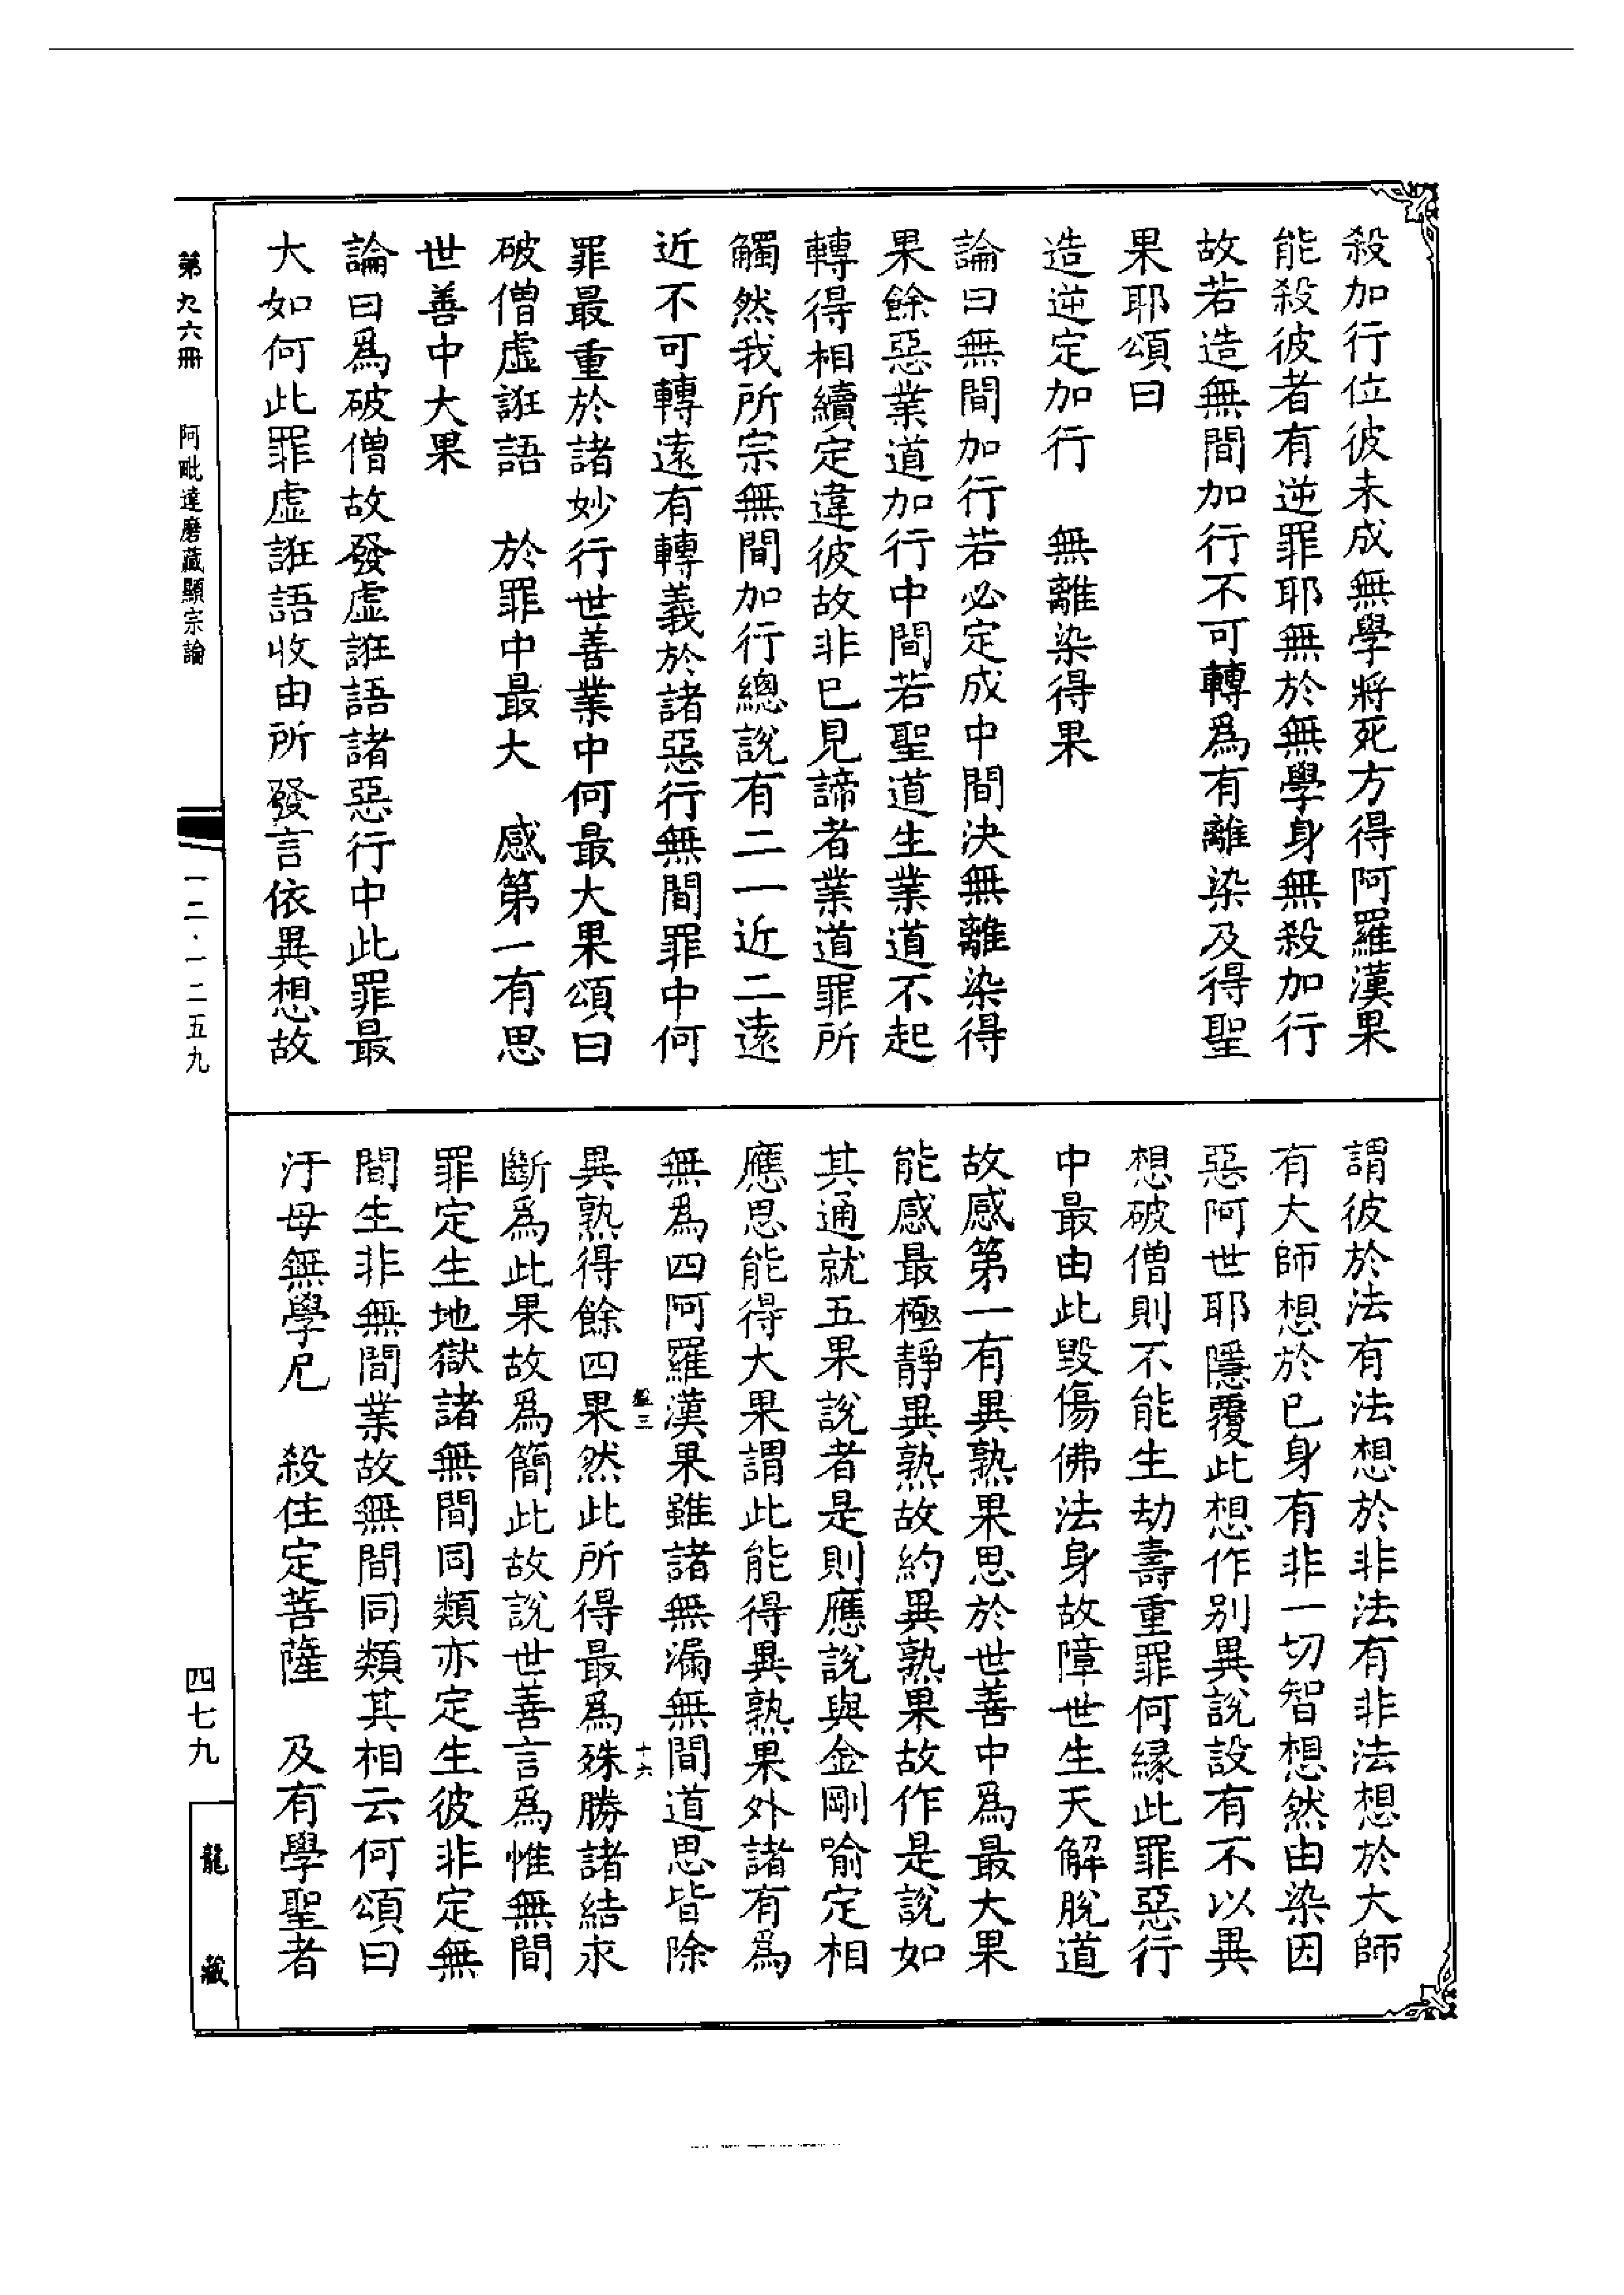 殺加行位彼未成無學將死方得阿羅漢果
能殺彼者有逆罪耶無於無學身無殺加行
故若造無間加行不可轉爲有離染及得聖
果耶頌曰
造逆定加行　無離染得果
論曰無間加行若必定成中間決無離染得
果餘惡業道加行中間若聖道生業道不起
轉得相續定違彼故非已見諦者業道罪所
觸然我所宗無間加行總說有二一近二遠
近不可轉遠有轉義於諸惡行無間罪中何
罪最重於諸妙行世善業中何最大果頌曰
破僧虛誑語　於罪中最大　感第一有思
世善中大果
論曰爲破僧故發虛誑語諸惡行中此罪最
大如何此罪虛誑語收由所發言依異想故
謂彼於法有法想於非法有非法想於大師
有大師想於已身有非一切智想然由染因
惡阿世耶隱覆此想作別異說設有不以異
想破僧則不能生劫壽重罪何緣此罪惡行
中最由此毀傷佛法身故障世生天解脫道
故感第一有異熟果思於世善中爲最大果
能感最極靜異熟故約異熟果故作是說如
其通就五果說者是則應說與金剛喻定相
應思能得大果謂此能得異熟果外諸有爲
無爲四阿羅漢果雖諸無漏無間道思皆除
三
十六
異熟得餘四果然此所得最爲殊勝諸結永
斷爲此果故爲簡此故說世善言爲惟無間
罪定生地獄諸無間同類亦定生彼非定無
間生非無間業故無間同類其相云何頌曰
汙母無學尼　殺住定菩薩　及有學聖者
第九六冊　阿毗達磨藏顯宗論
一二·一二五九
四七九
龍藏